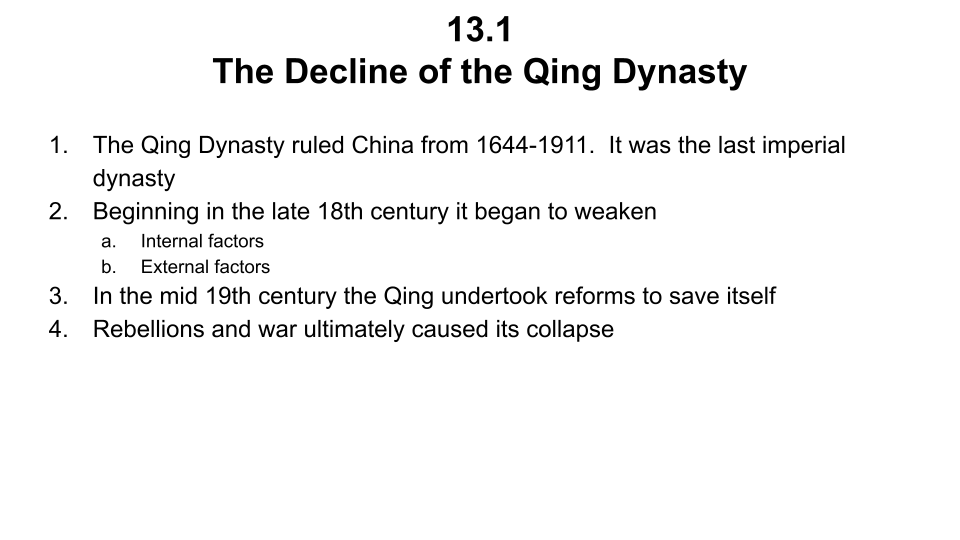 13.1
The Decline of the Qing Dynasty
1. The Qing Dynasty ruled China from 1644-1911.  It was the last imperial
dynasty
2. Beginning in the late 18th century it began to weaken
a. Internal factors
b. External factors
3. In the mid 19th century the Qing undertook reforms to save itself
4. Rebellions and war ultimately caused its collapse